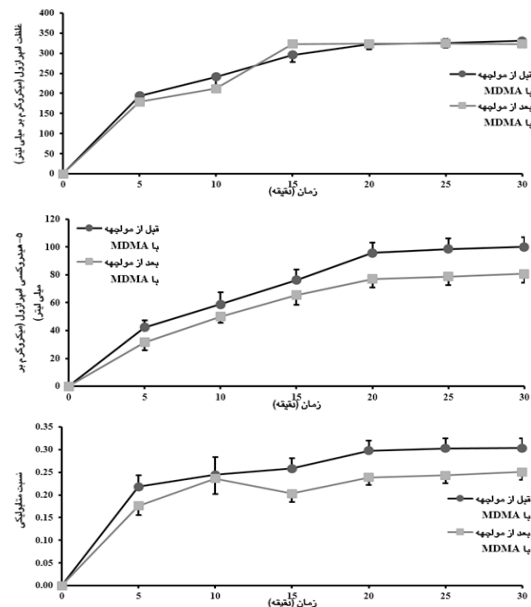 غلظت امپرازول (میکروگرم بر میلی لیتر)
400
350
300
250
200
150
100
50
0
قبل از مواجهه
با MDMA
بعد از مواجهه
با MDMA
0 5 10 15 20 25 30
زمان (دقیقه)
5-هیدروکسی امپرازول (میکروگرم بر
میلی لیتر)
120
100
80
60
40
20
0
قبل از مواجهه
با MDMA
بعد از مواجهه
با MDMA
0 5 10 15 20 25 30
زمان (دقیقه)
نسبت متابولیکی
0.35
0.30
0.25
0.20
0.15
0.10
0.05
0.00
قبل از مواجهه
با MDMA
بعد از مواجهه
با MDMA
0 5 10 15 20 25 30
زمان (دقیقه)